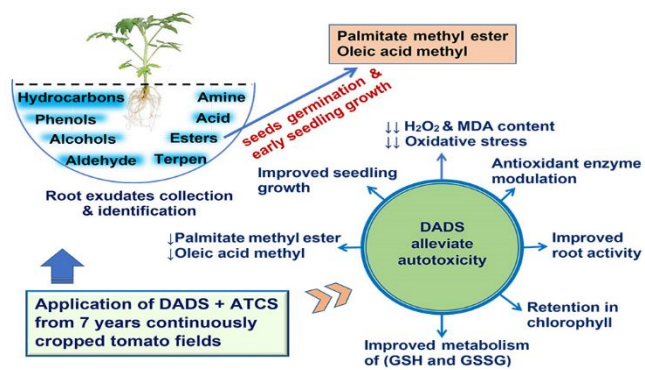 Palmitate methyl ester
Oleic acid methyl
Hydrocarbons
Amine
Phenols
Acid
Alcohols
Esters
Aldehyde
Terpen
seeds germination &
early seedling growth
Root exudates collection
& identification
↓↓ H₂O₂ & MDA content
↓↓ Oxidative stress
Improved seedling
growth
Antioxidant enzyme
modulation
↓Palmitate methyl ester
↓Oleic acid methyl
DADS
alleviate
autotoxicity
Improved
root activity
Retention in
chlorophyll
Improved metabolism
of (GSH and GSSG)
Application of DADS + ATCS
from 7 years continuously
cropped tomato fields